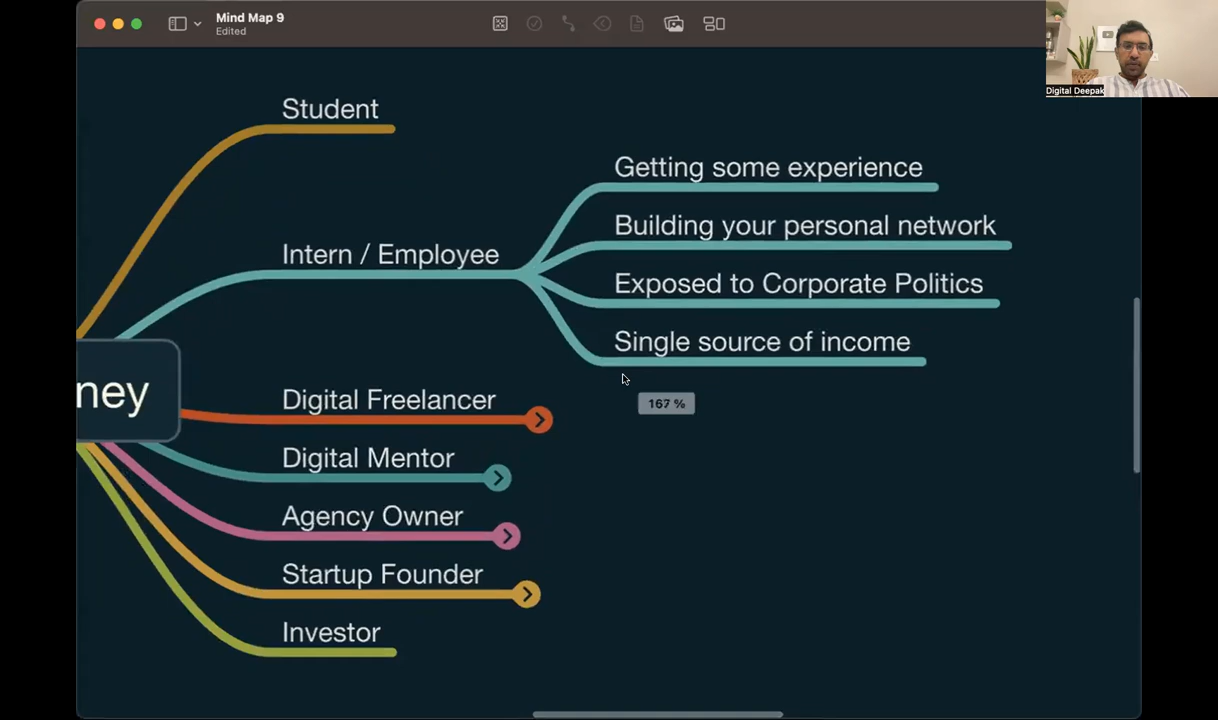 Mind Map 9
Edited
Digital Deepak
Student
Intern / Employee
Getting some experience
Building your personal network
Exposed to Corporate Politics
Single source of income
167 %
ney
Digital Freelancer
Digital Mentor
Agency Owner
Startup Founder
Investor